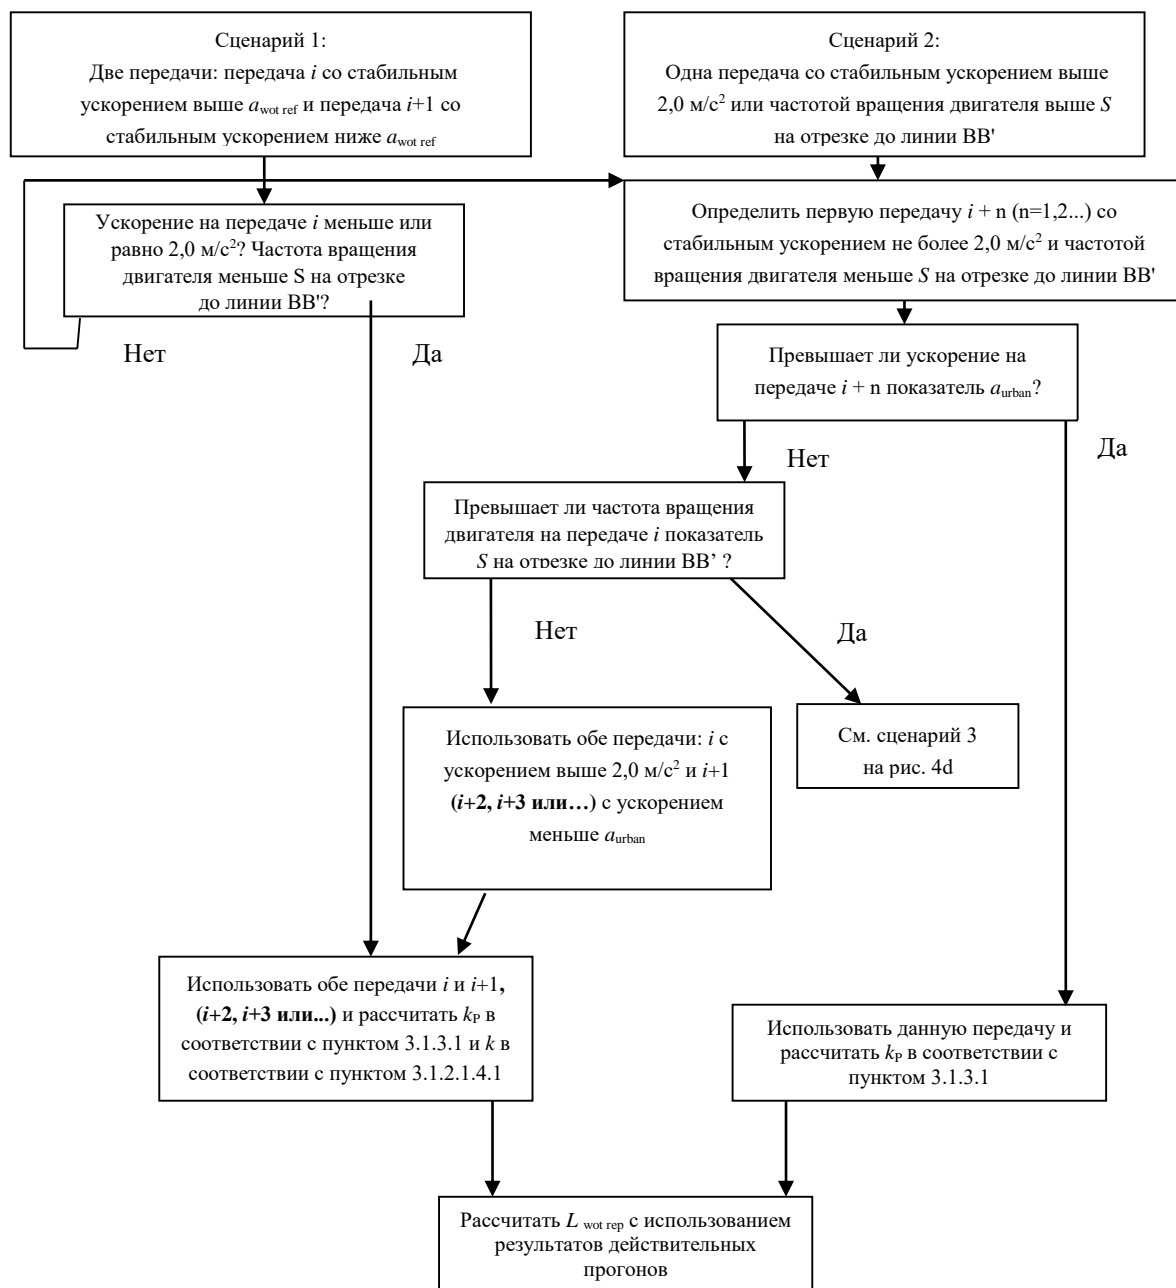 Сценарий 1:
Две передачи: передача i со стабильным
ускорением выше a wot ref и передача i+1 со
стабильным ускорением ниже a wot ref
Сценарий 2:
Одна передача со стабильным ускорением выше
2,0 м/с² или частотой вращения двигателя выше S
на отрезке до линии BB'
Ускорение на передаче i меньше или
равно 2,0 м/с²? Частота вращения
двигателя меньше S на отрезке
до линии BB'?
Определить первую передачу i + n (n=1,2...) со
стабильным ускорением не более 2,0 м/с² и частотой
вращения двигателя меньше S на отрезке до линии BB'
Нет
Да
Превышает ли ускорение на
передаче i + n показатель a urban?
Нет
Да
Превышает ли частота вращения
двигателя на передаче i показатель
S на отрезке до линии BB’ ?
Нет
Да
Использовать обе передачи: i с
ускорением выше 2,0 м/с² и i+1
(i+2, i+3 или…) с ускорением
меньше a urban
См. сценарий 3
на рис. 4d
Использовать обе передачи i и i+1,
(i+2, i+3 или...) и рассчитать kP в
соответствии с пунктом 3.1.3.1 и k в
соответствии с пунктом 3.1.2.1.4.1
Использовать данную передачу и
рассчитать kP в соответствии с
пунктом 3.1.3.1
Рассчитать L wot rep с использованием
результатов действительных
прогонов